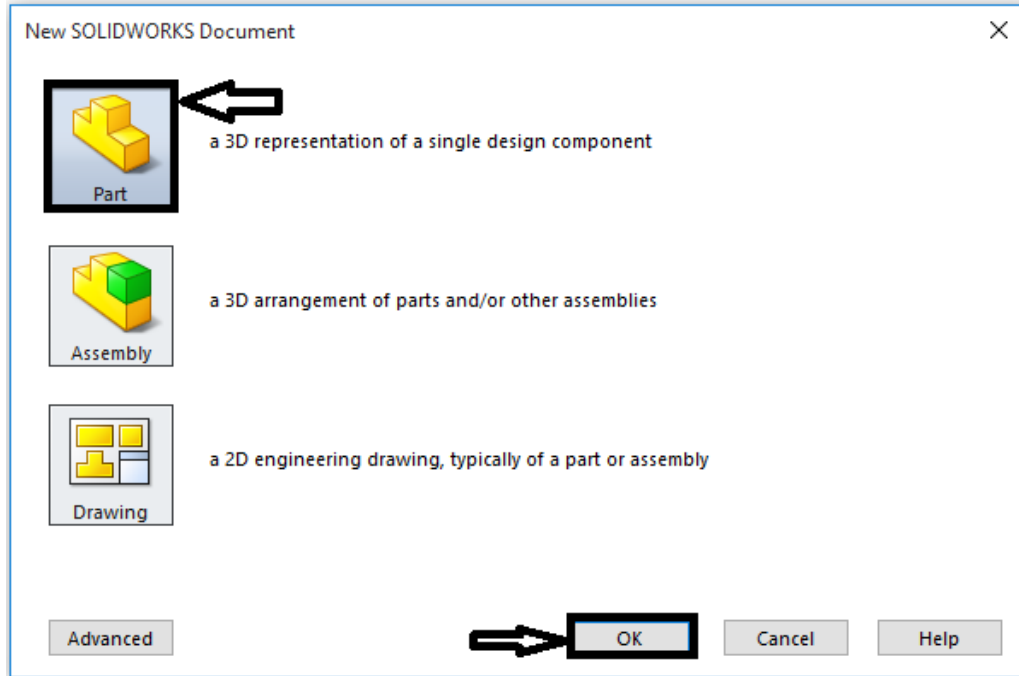 New SOLIDWORKS Document
Part
a 3D representation of a single design component
Assembly
a 3D arrangement of parts and/or other assemblies
Drawing
a 2D engineering drawing, typically of a part or assembly
Advanced
OK
Cancel
Help